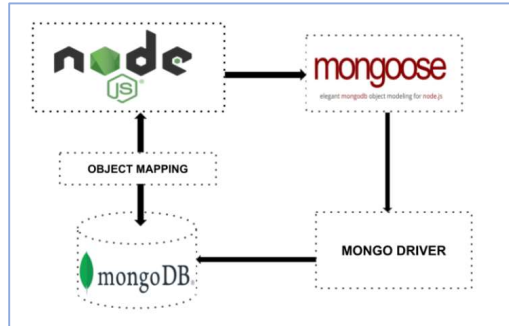 node
JS
mongoose
elegant mongodb object modeling for node.js
OBJECT MAPPING
MONGO DRIVER
mongoDB®